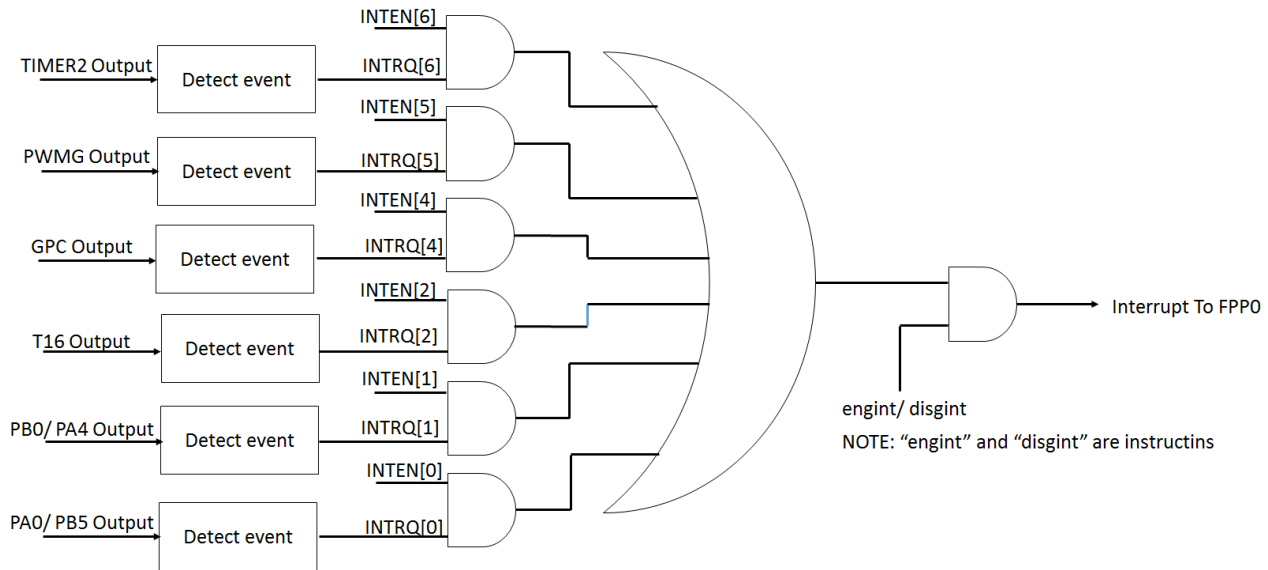 INTEN[6]
TIMER2 Output
Detect event
INTRQ[6]
INTEN[5]
PWMG Output
Detect event
INTRQ[5]
INTEN[4]
GPC Output
Detect event
INTRQ[4]
INTEN[2]
T16 Output
Detect event
INTRQ[2]
INTEN[1]
PB0/ PA4 Output
Detect event
INTRQ[1]
INTEN[0]
PA0/ PB5 Output
Detect event
INTRQ[0]
Interrupt To FPP0
engint/ disgint
NOTE: “engint” and “disgint” are instructins